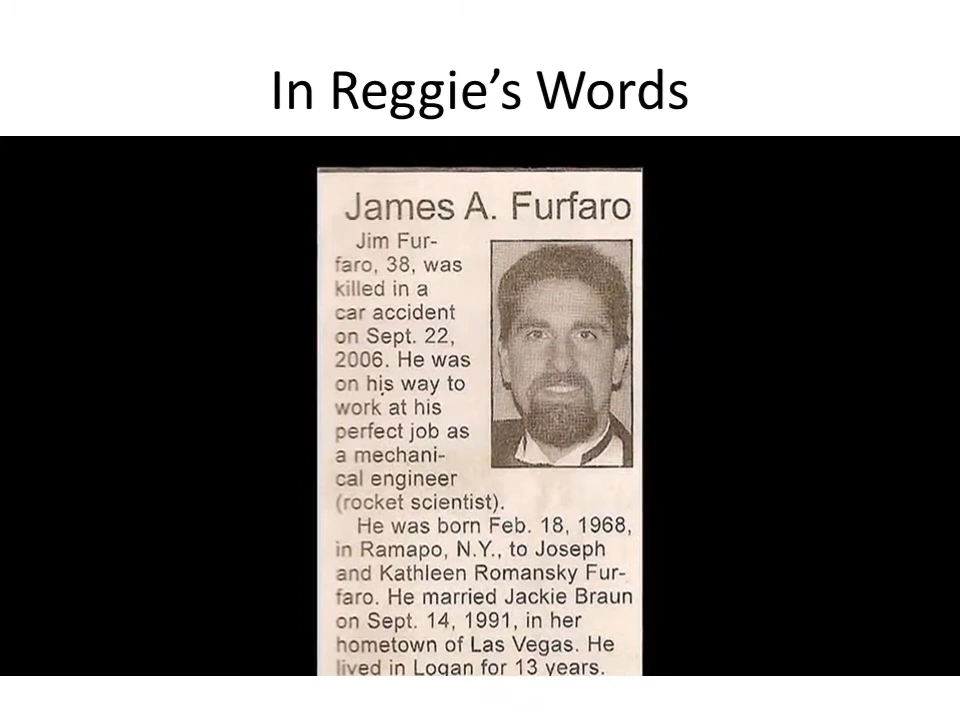 In Reggie’s Words
James A. Furfaro
Jim Fur-
faro, 38, was
killed in a
car accident
on Sept. 22,
2006. He was
on his way to
work at his
perfect job as
a mechani-
cal engineer
(rocket scientist).
He was born Feb. 18, 1968,
in Ramapo, N.Y., to Joseph
and Kathleen Romansky Fur-
faro. He married Jackie Braun
on Sept. 14, 1991, in her
hometown of Las Vegas. He
lived in Logan for 13 years.